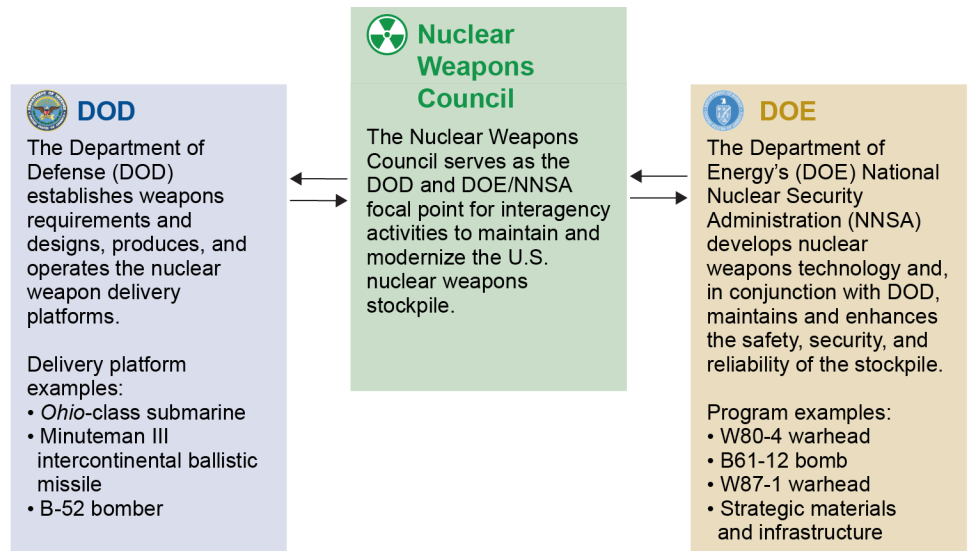 Nuclear
Weapons
Council
The Nuclear Weapons
Council serves as the
DOD and DOE/NNSA
focal point for interagency
activities to maintain and
modernize the U.S.
nuclear weapons
stockpile.
DOD
The Department of
Defense (DOD)
establishes weapons
requirements and
designs, produces, and
operates the nuclear
weapon delivery
platforms.
Delivery platform
examples:
• Ohio-class submarine
• Minuteman III
intercontinental ballistic
missile
• B-52 bomber
DOE
The Department of
Energy’s (DOE) National
Nuclear Security
Administration (NNSA)
develops nuclear
weapons technology and,
in conjunction with DOD,
maintains and enhances
the safety, security, and
reliability of the stockpile.
Program examples:
• W80-4 warhead
• B61-12 bomb
• W87-1 warhead
• Strategic materials
and infrastructure